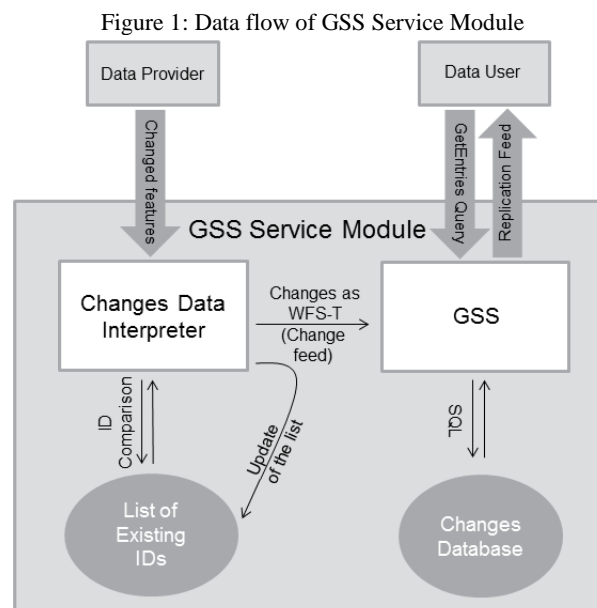 Figure 1: Data flow of GSS Service Module
Data Provider
Data User
Changed
features
GetEntries
Query
Replication Feed
GSS Service Module
Changes Data
Interpreter
Changes as
WFS-T
(Change
feed)
GSS
ID
Comparison
Update
of the list
SQL
List of
Existing
IDs
Changes
Database